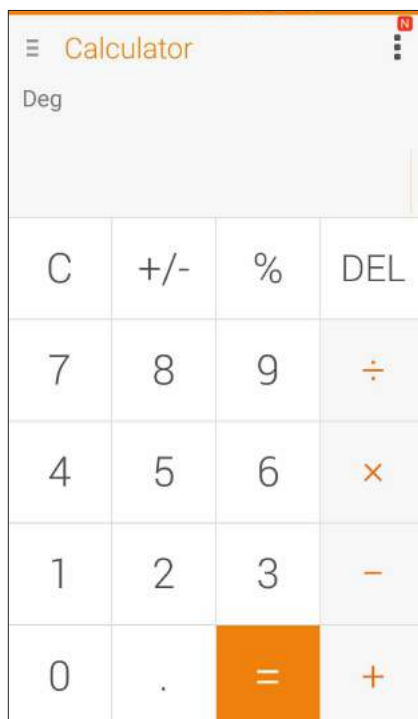 N
Calculator
Deg
C +/- % DEL
7 8 9 ÷
4 5 6 ×
1 2 3 −
0 . = +